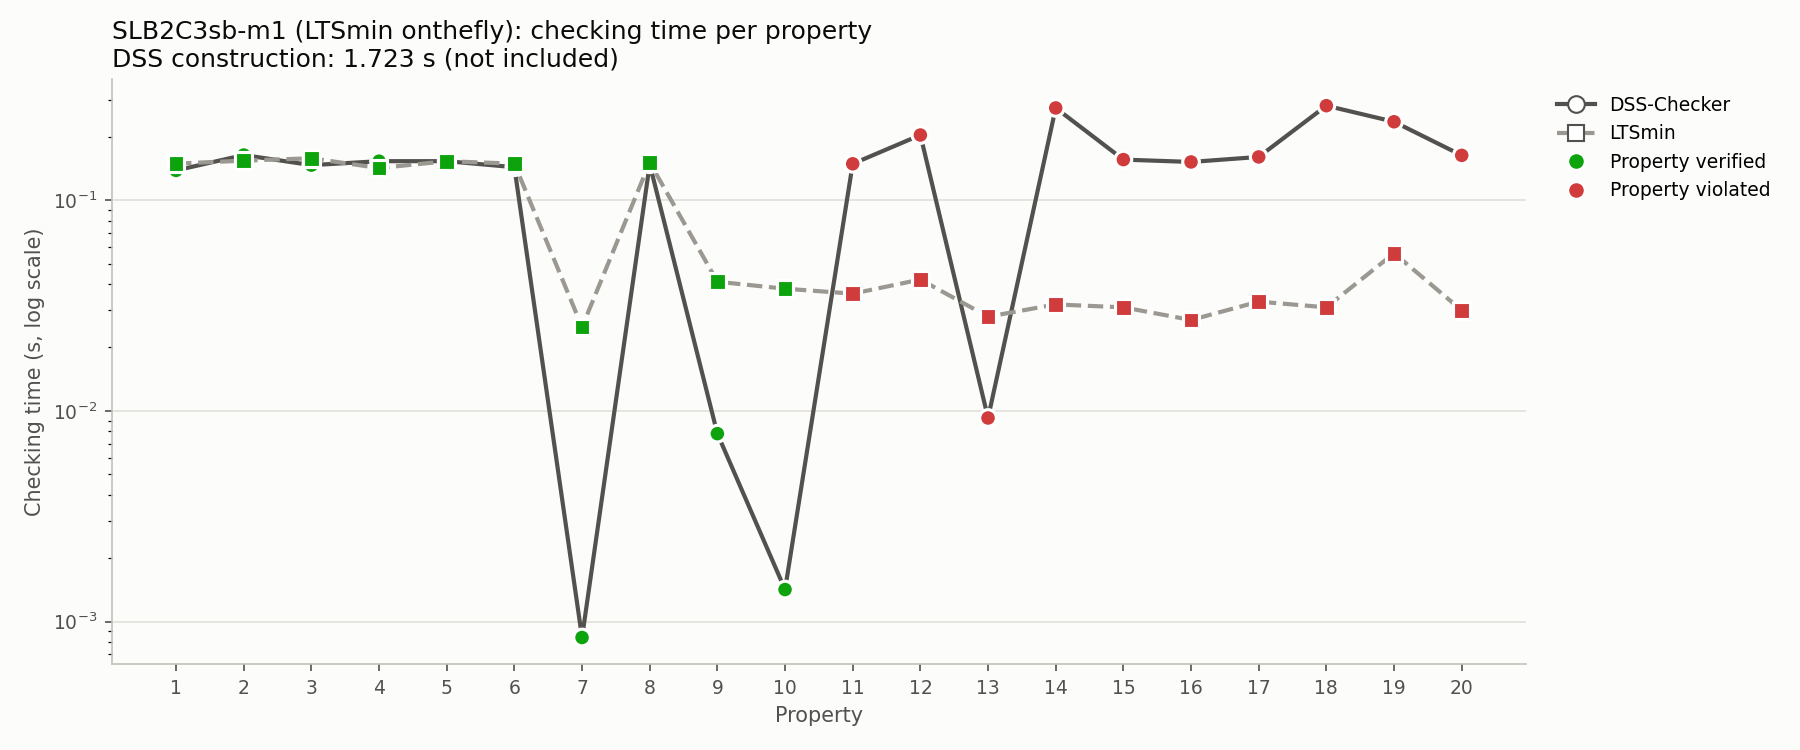 SLB2C3sb-m1 (LTSmin onthefly): checking time per property
DSS construction: 1.723 s (not included)
DSS-Checker
LTSmin
Property verified
Property violated
Checking time (s, log scale)
10⁻¹
10⁻²
10⁻³
1 2 3 4 5 6 7 8 9 10 11 12 13 14 15 16 17 18 19 20
Property